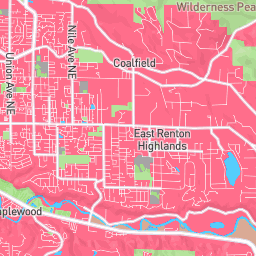 Wilderness Pea
Union Ave NE
Nile Ave NE
Coalfield
East Renton
Highlands
aplewood